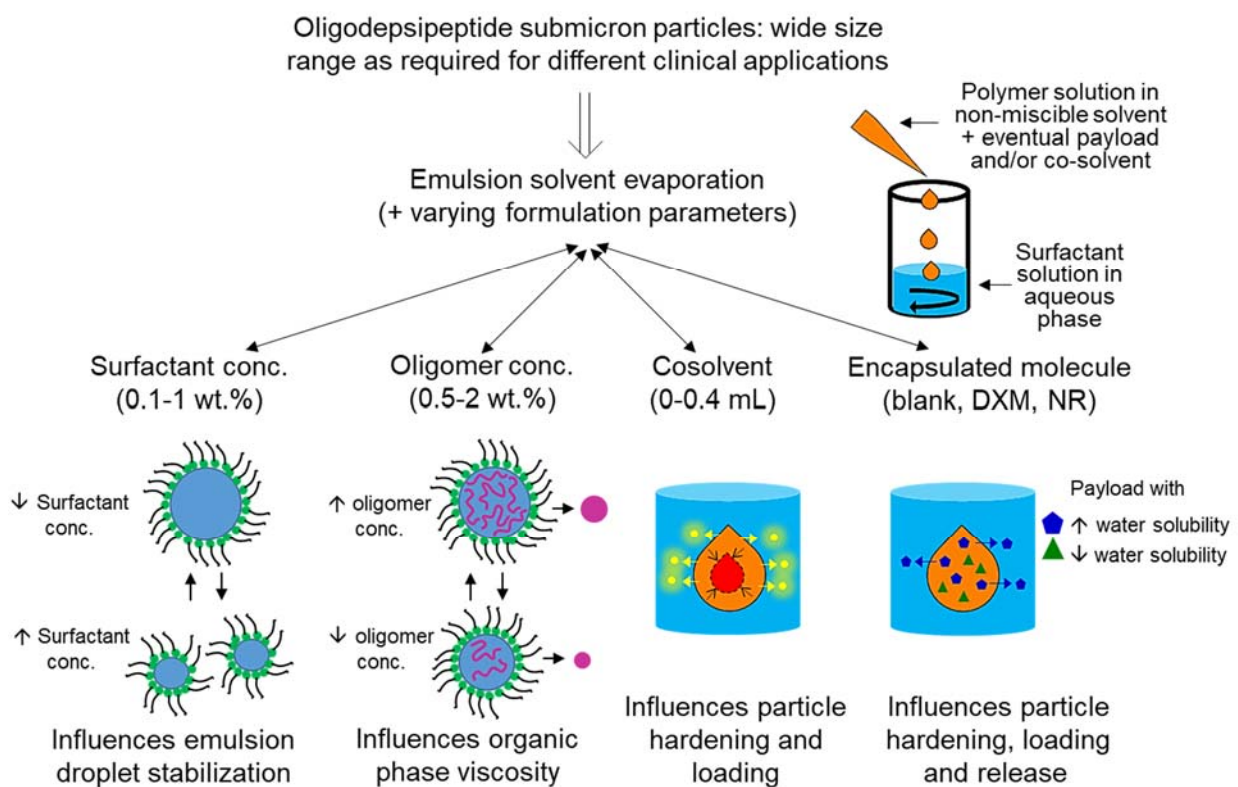 Oligodepsipeptide submicron particles: wide size
range as required for different clinical applications
Polymer solution in
non-miscible solvent
+ eventual payload
and/or co-solvent
Emulsion solvent evaporation
(+ varying formulation parameters)
Surfactant
solution in
aqueous
phase
Surfactant conc.
(0.1-1 wt.%)
Oligomer conc.
(0.5-2 wt.%)
Cosolvent
(0-0.4 mL)
Encapsulated molecule
(blank, DXM, NR)
↓ Surfactant
conc.
↑ Surfactant
conc.
↑ oligomer
conc.
↓ oligomer
conc.
Payload with
↑ water solubility
↓ water solubility
Influences emulsion
droplet stabilization
Influences organic
phase viscosity
Influences particle
hardening and
loading
Influences particle
hardening, loading
and release